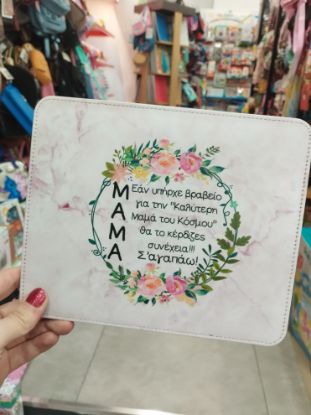 ΜΑΜΑ
Εάν υπήρχε βραβείο
για την "Καλύτερη
Μαμά του Κόσμου"
θα το κέρδιζες
συνέχεια!!!
Σ'αγαπάω!